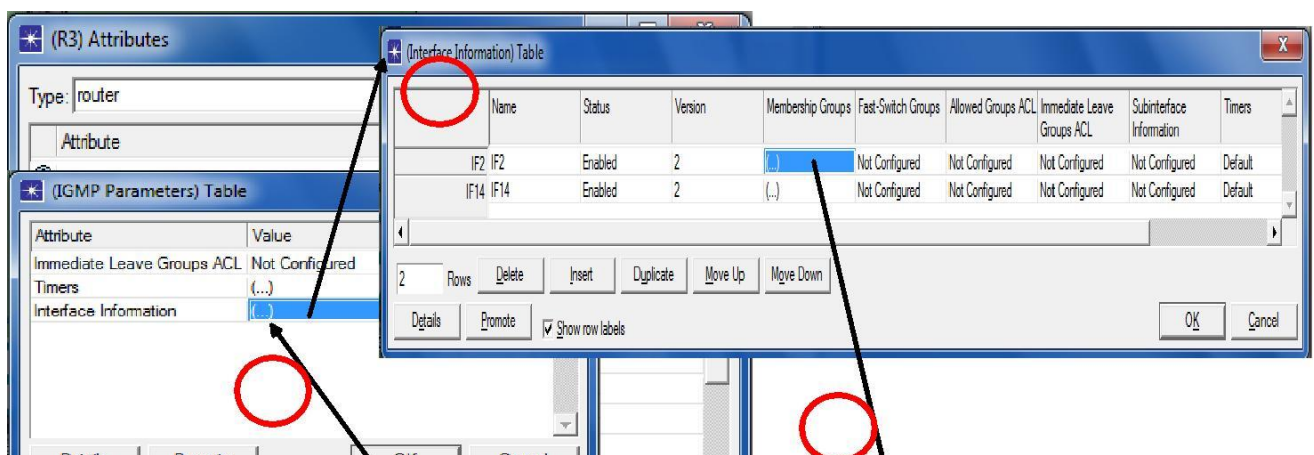 (R3) Attributes
Type: router
Attribute
(IGMP Parameters) Table
Attribute Value
Immediate Leave Groups ACL Not Configured
Timers (...)
Interface Information (...)
(Interface Information) Table
Name Status Version Membership Groups Fast-Switch Groups Allowed Groups ACL Immediate Leave Groups ACL Subinterface Information Timers
IF2 IF2 Enabled 2 (...) Not Configured Not Configured Not Configured Not Configured Default
IF14 IF14 Enabled 2 (...) Not Configured Not Configured Not Configured Not Configured Default
2 Rows Delete Insert Duplicate Move Up Move Down
Details Promote Show row labels OK Cancel